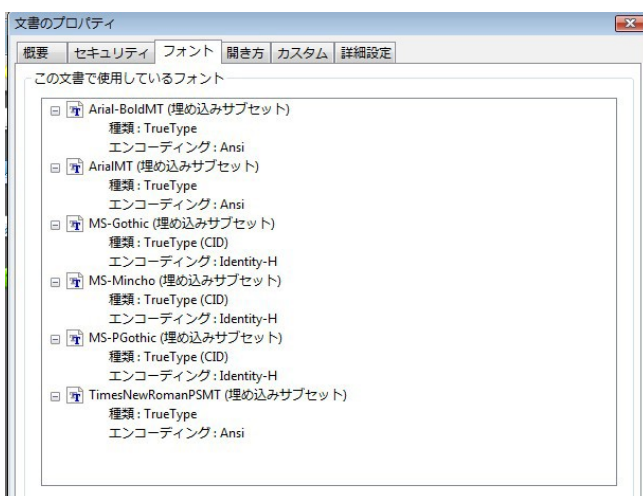 文書のプロパティ
概要 セキュリティ フォント 開き方 カスタム 詳細設定
この文書で使用しているフォント
Arial-BoldMT (埋め込みサブセット)
種類 : TrueType
エンコーディング : Ansi
ArialMT (埋め込みサブセット)
種類 : TrueType
エンコーディング : Ansi
MS-Gothic (埋め込みサブセット)
種類 : TrueType (CID)
エンコーディング : Identity-H
MS-Mincho (埋め込みサブセット)
種類 : TrueType (CID)
エンコーディング : Identity-H
MS-PGothic (埋め込みサブセット)
種類 : TrueType (CID)
エンコーディング : Identity-H
TimesNewRomanPSMT (埋め込みサブセット)
種類 : TrueType
エンコーディング : Ansi